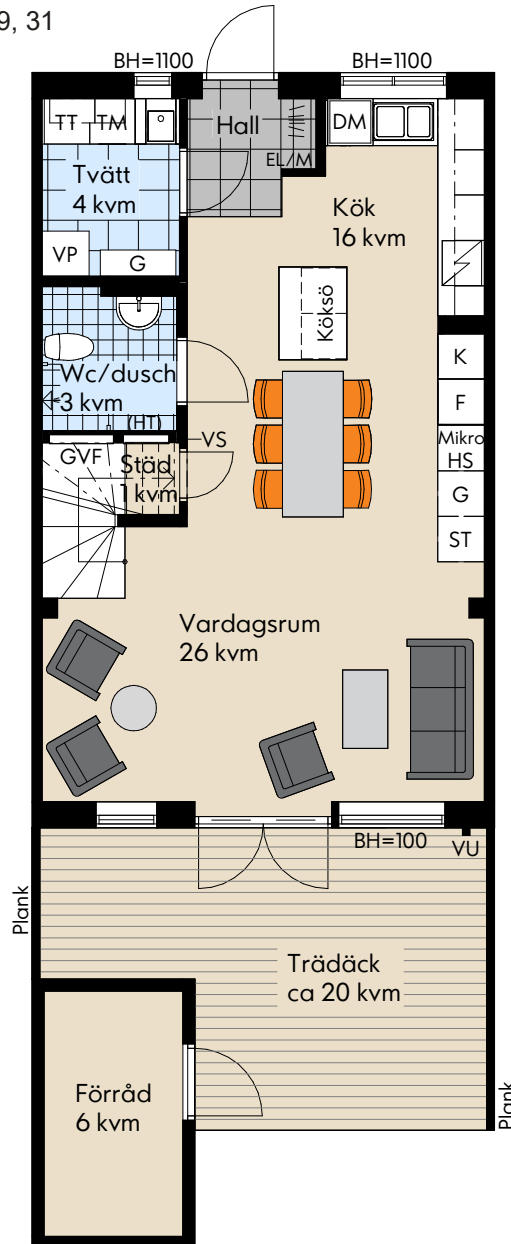 9, 31
BH=1100
BH=1100
TT
TM
Hall
DM
EL/M
Tvätt
4 kvm
Kök
16 kvm
VP
G
Köksö
Wc/dusch
3 kvm
(HT)
K
F
Mikro
HS
G
ST
VS
GVF
Städ
1 kvm
Vardagsrum
26 kvm
BH=100
VU
Plank
Trädäck
ca 20 kvm
Förråd
6 kvm
Plank